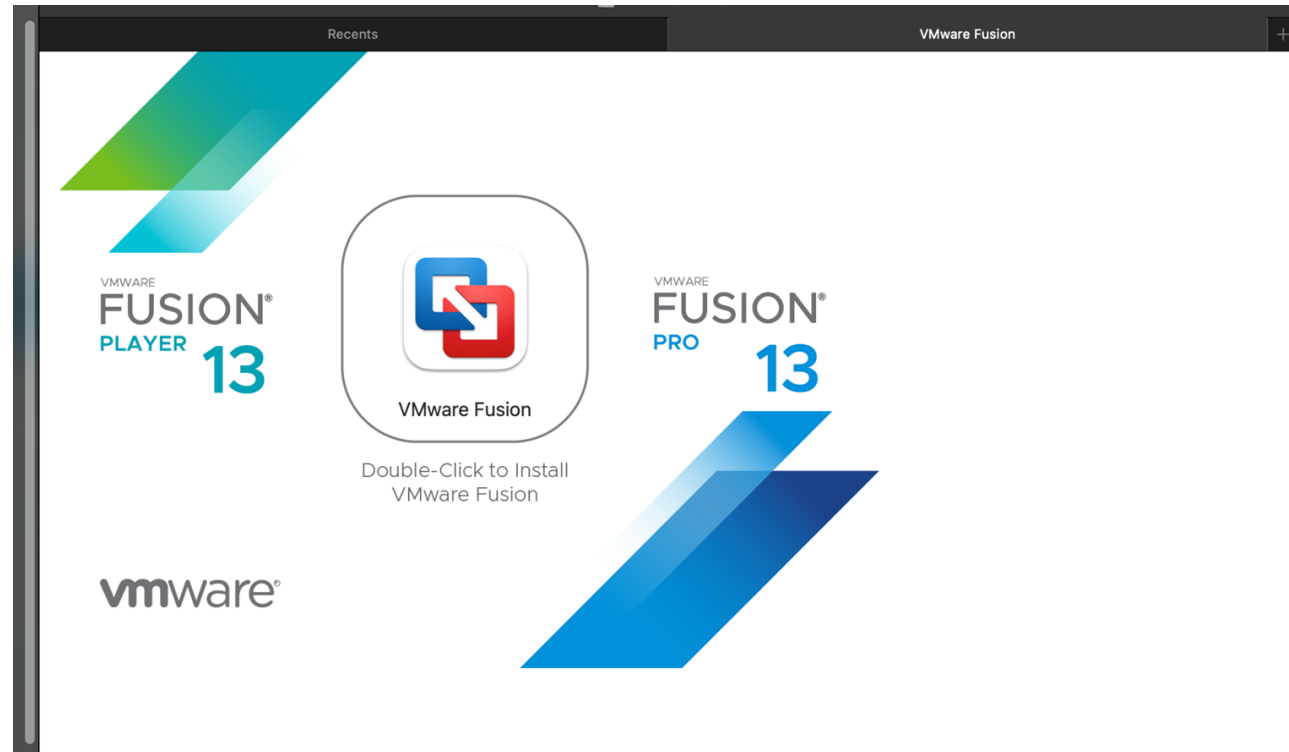 Recents
VMware Fusion
VMWARE
FUSION®
PLAYER 13
VMware Fusion
Double-Click to Install
VMware Fusion
VMWARE
FUSION®
PRO 13
vmware®